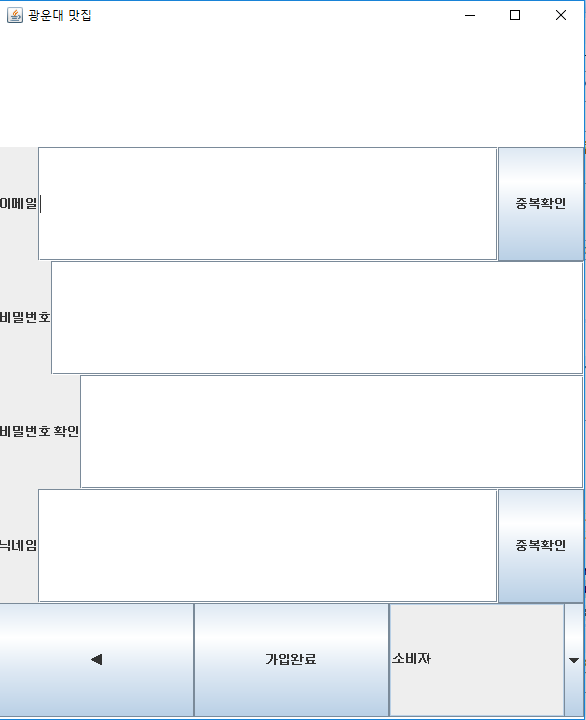 광운대 맛집
이메일
중복확인
비밀번호
비밀번호 확인
닉네임
중복확인
◀ 가입완료 소비자